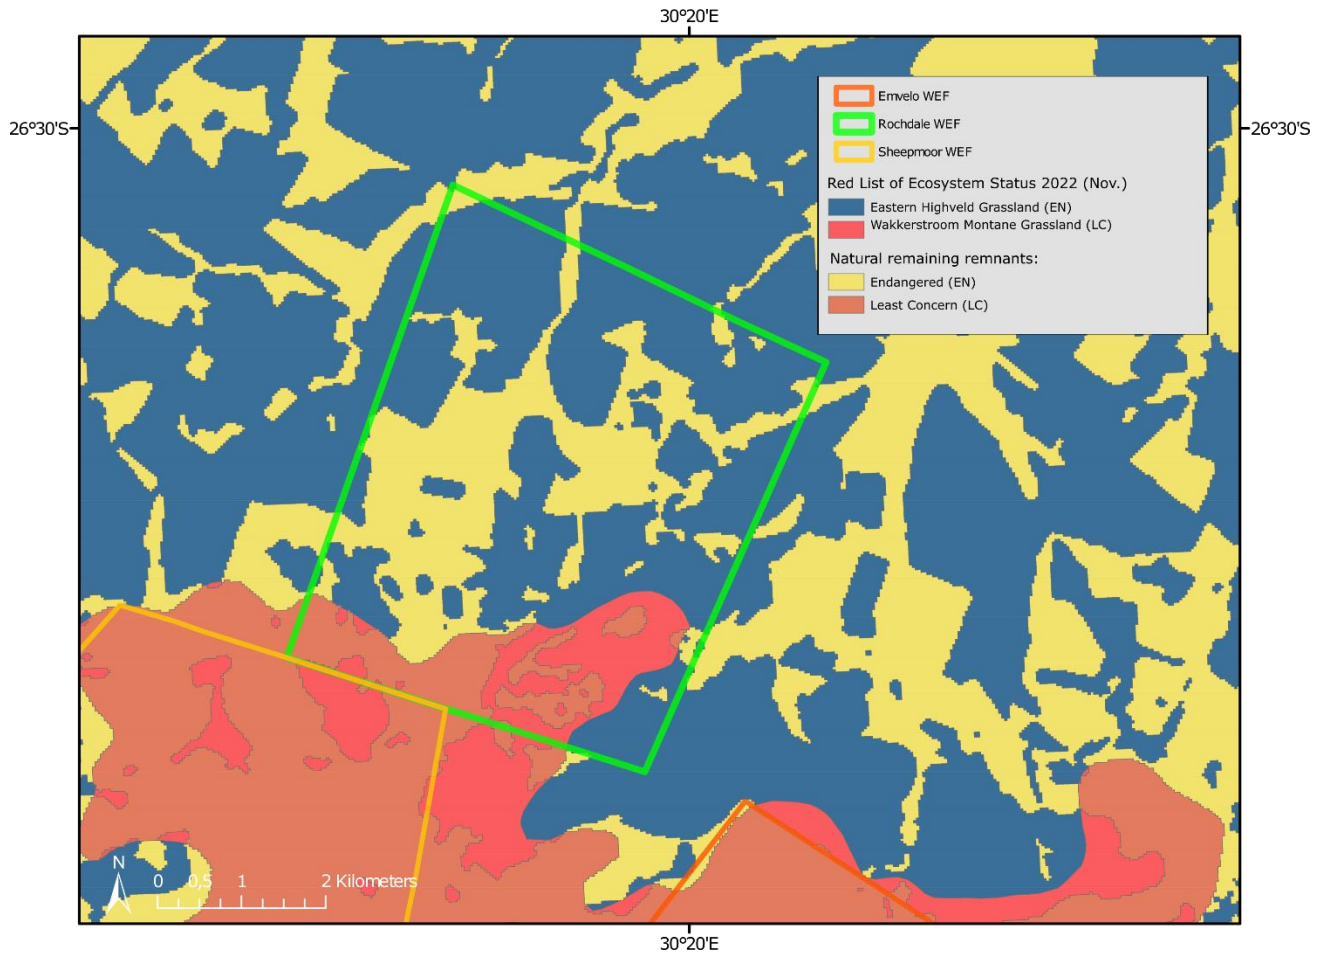 30°20'E
26°30'S
26°30'S
Emvelo WEF
Rochdale WEF
Sheepmoor WEF
Red List of Ecosystem Status 2022 (Nov.)
Eastern Highveld Grassland (EN)
Wakkerstroom Montane Grassland (LC)
Natural remaining remnants:
Endangered (EN)
Least Concern (LC)
N
0 0,5 1 2 Kilometers
30°20'E